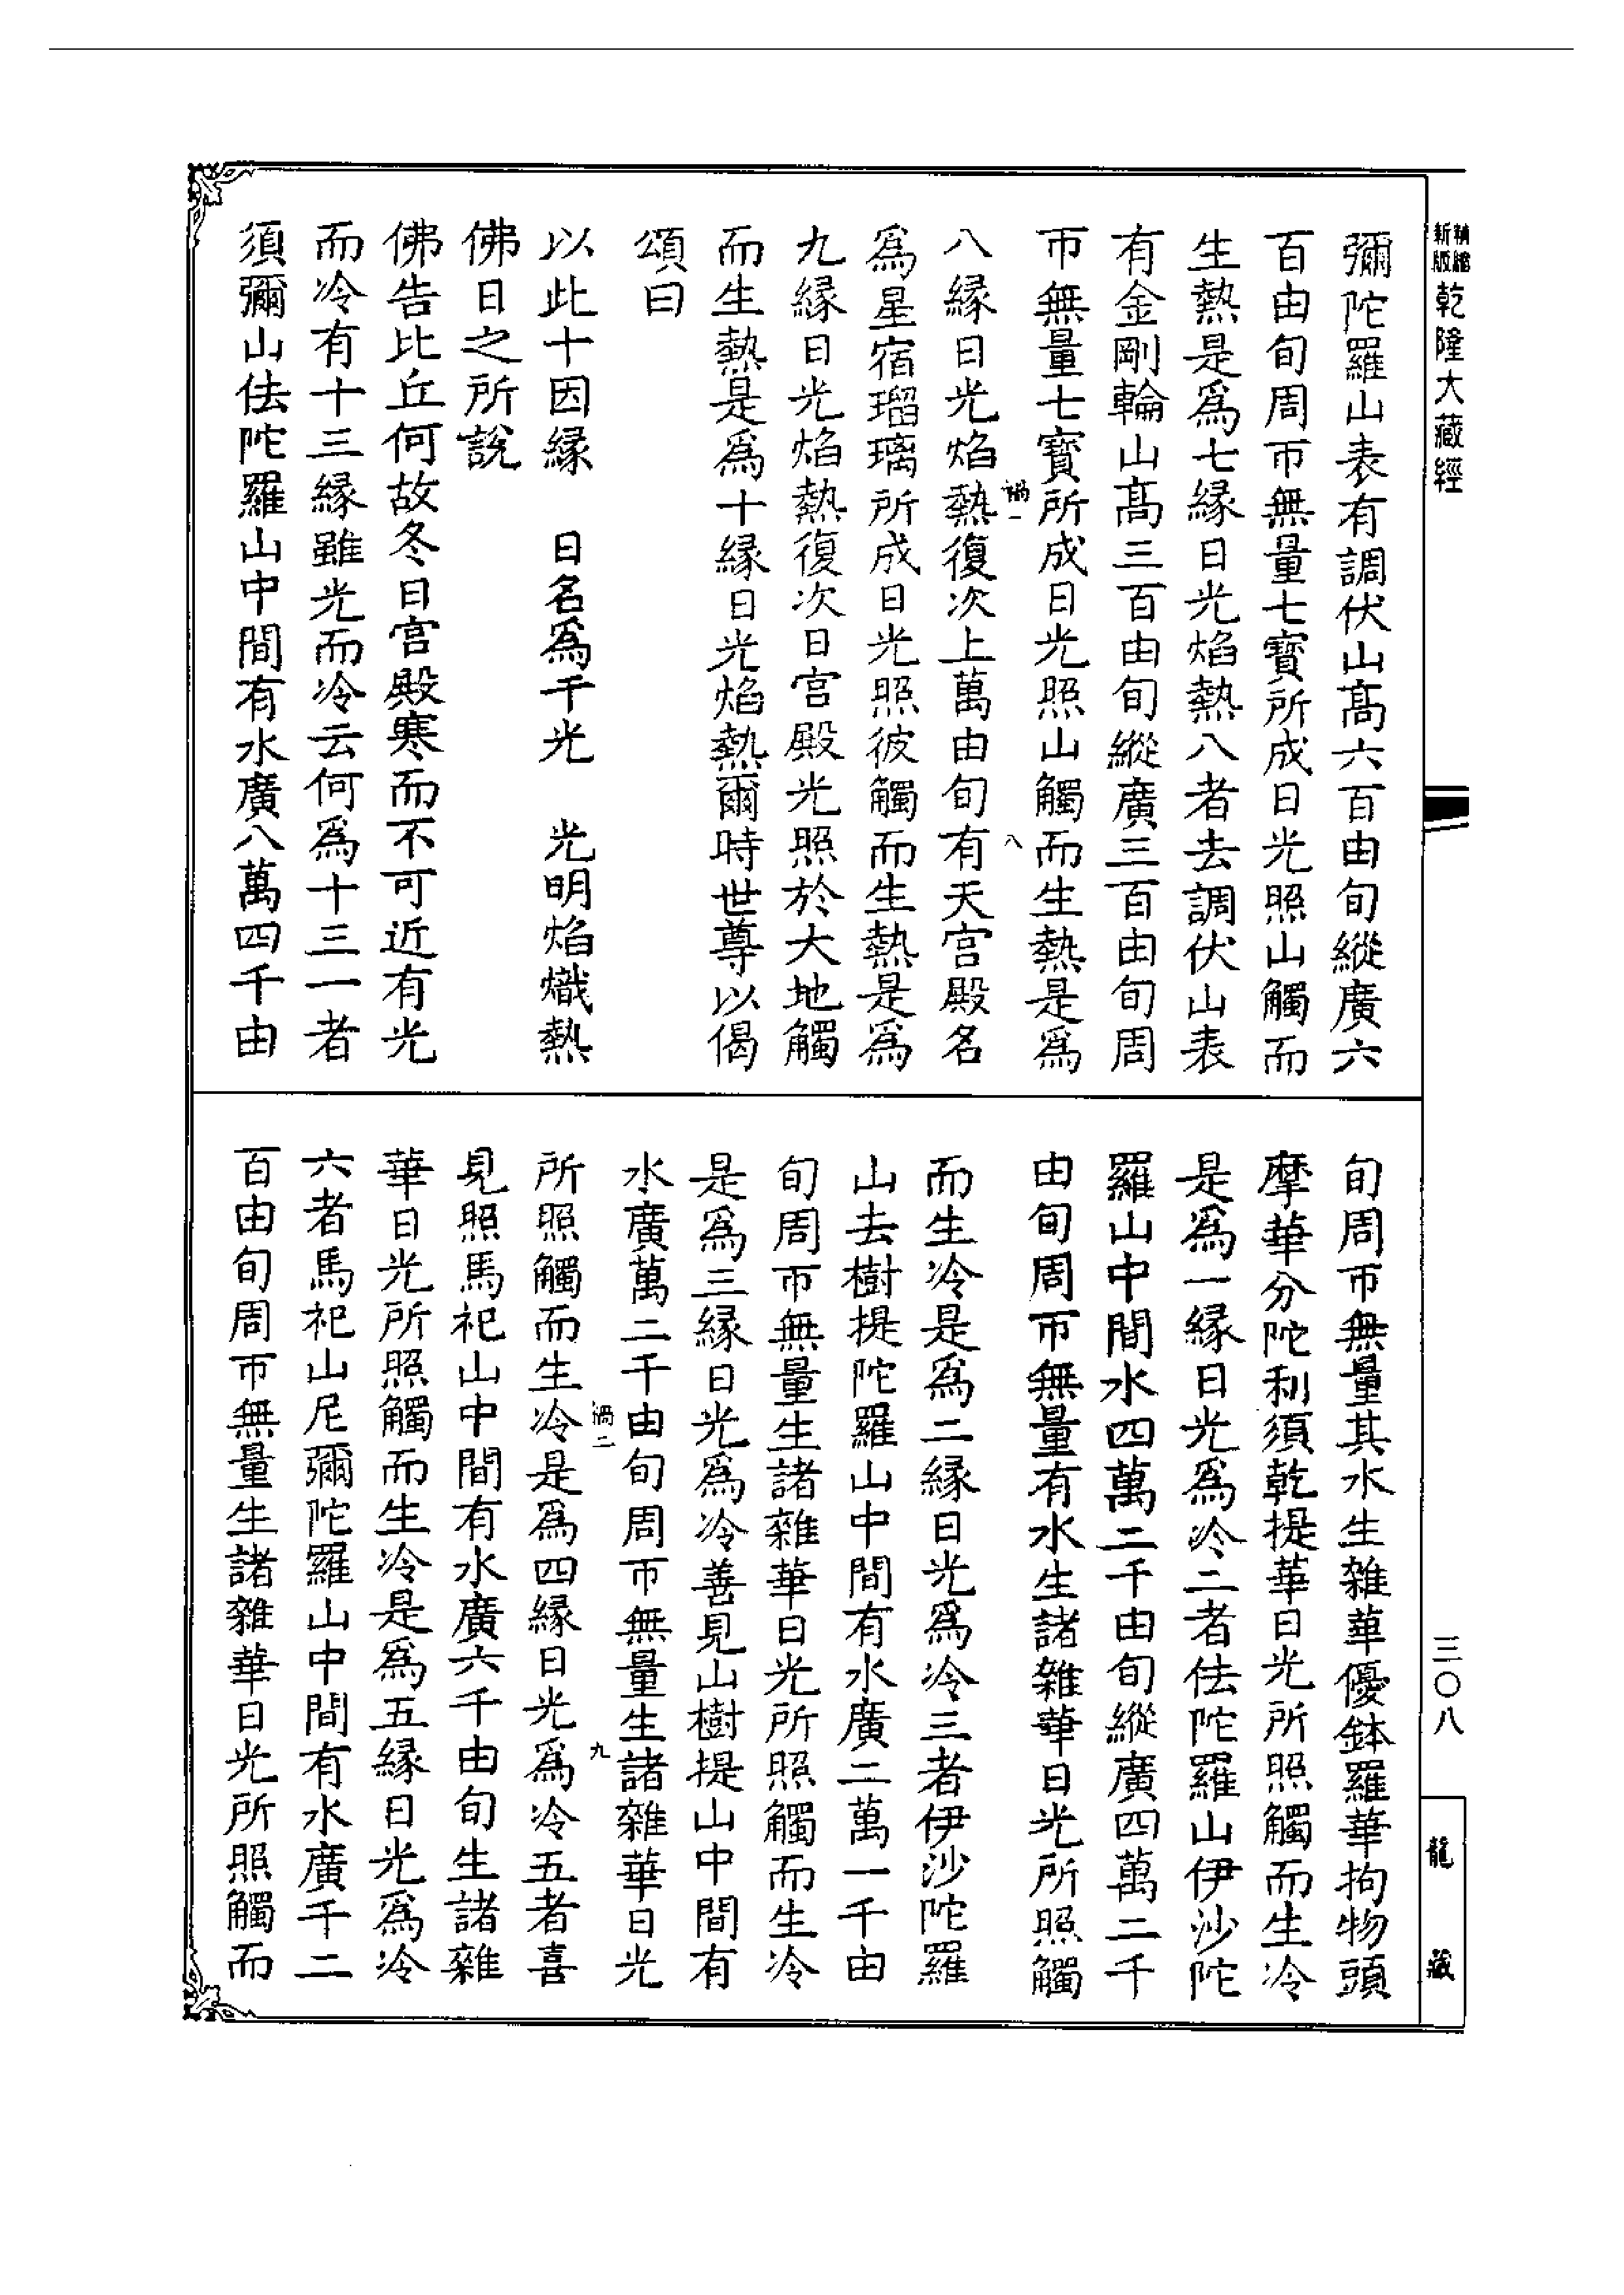 精縮新版乾隆大藏經
三〇八
龍藏
彌陀羅山表有調伏山高六百由旬縱廣六
百由旬周帀無量七寶所成日光照山觸而
生熱是爲七緣日光焰熱八者去調伏山表
有金剛輪山高三百由旬縱廣三百由旬周
帀無量七寶所成日光照山觸而生熱是爲
八
八緣日光焰熱復次上萬由旬有天宮殿名
爲星宿瑠璃所成日光照彼觸而生熱是爲
九緣日光焰熱復次日宮殿光照於大地觸
而生熱是爲十緣日光焰熱爾時世尊以偈
頌曰
以此十因緣　日名爲千光　光明焰熾熱
佛日之所說
佛告比丘何故冬日宮殿寒而不可近有光
而冷有十三緣雖光而冷云何爲十三一者
須彌山佉陀羅山中間有水廣八萬四千由
旬周帀無量其水生雜華優鉢羅華拘物頭
摩華分陀利須乾提華日光所照觸而生冷
是爲一緣日光爲冷二者佉陀羅山伊沙陀
羅山中間水四萬二千由旬縱廣四萬二千
由旬周帀無量有水生諸雜華日光所照觸
而生冷是爲二緣日光爲冷三者伊沙陀羅
山去樹提陀羅山中間有水廣二萬一千由
旬周帀無量生諸雜華日光所照觸而生冷
是爲三緣日光爲冷善見山樹提山中間有
水廣萬二千由旬周帀無量生諸雜華日光
九
所照觸而生冷是爲四緣日光爲冷五者喜
見照馬祀山中間有水廣六千由旬生諸雜
華日光所照觸而生冷是爲五緣日光爲冷
六者馬祀山尼彌陀羅山中間有水廣千二
百由旬周帀無量生諸雜華日光所照觸而